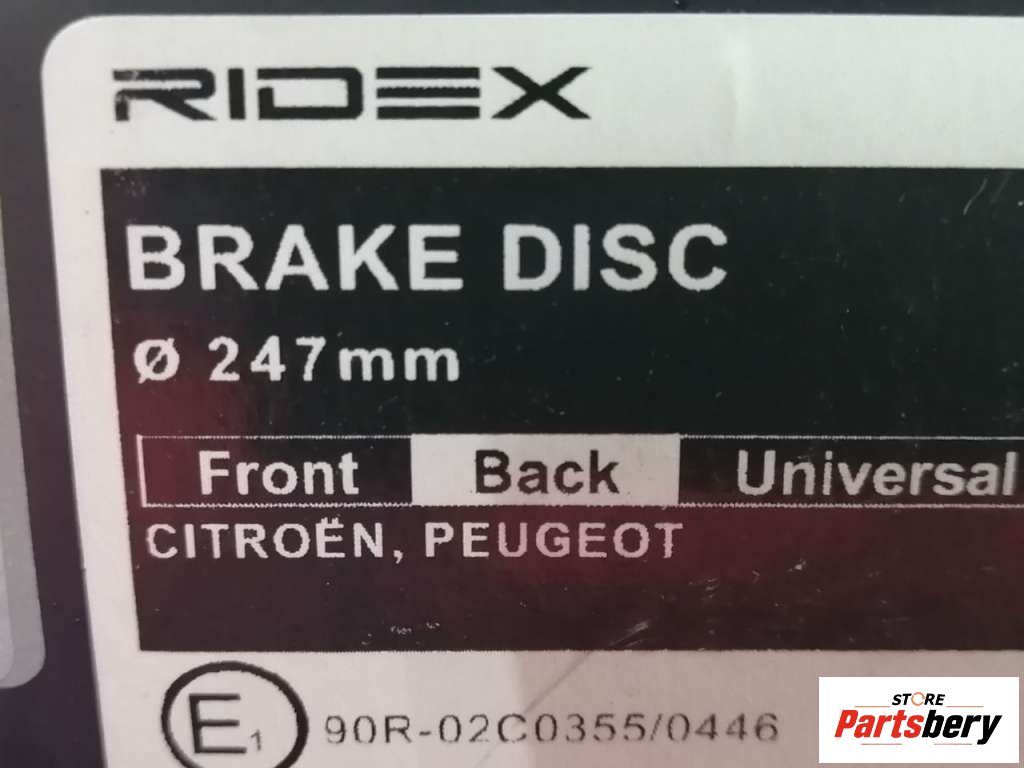 RIDEX
BRAKE DISC
Ø 247mm
Front Back Universal
CITROËN, PEUGEOT
E1 90R-02C0355/0446
STORE
Partsbery